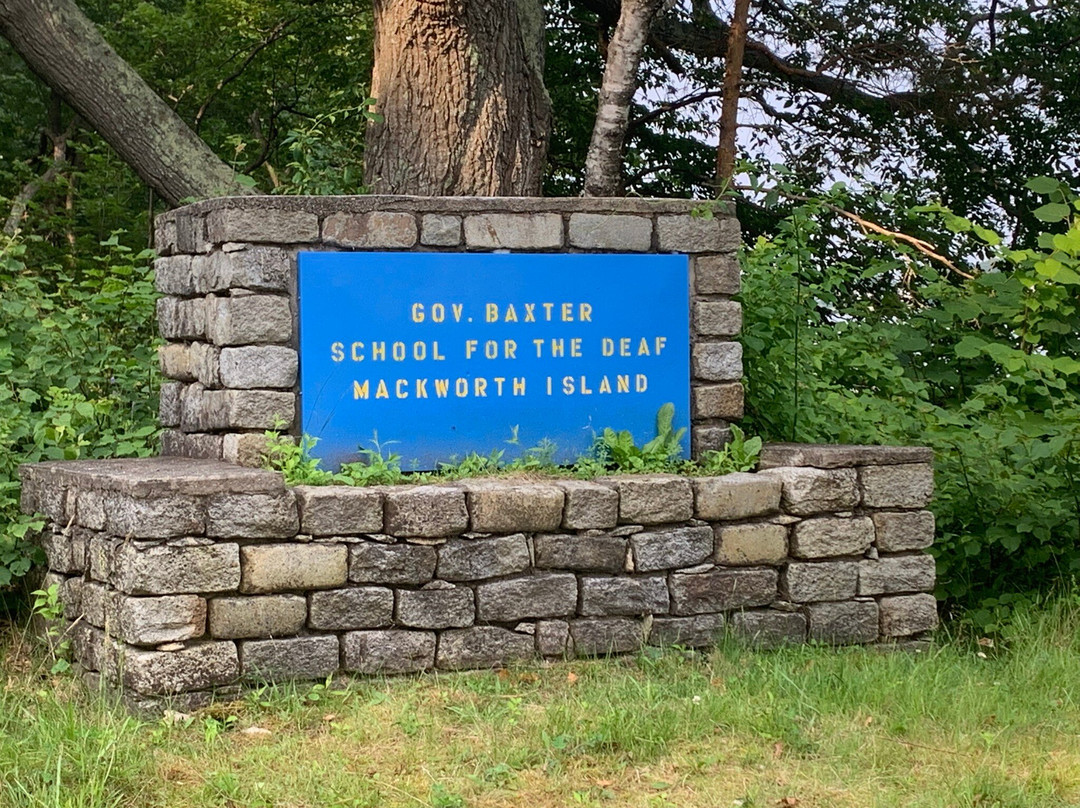 GOV. BAXTER
SCHOOL FOR THE DEAF
MACKWORTH ISLAND